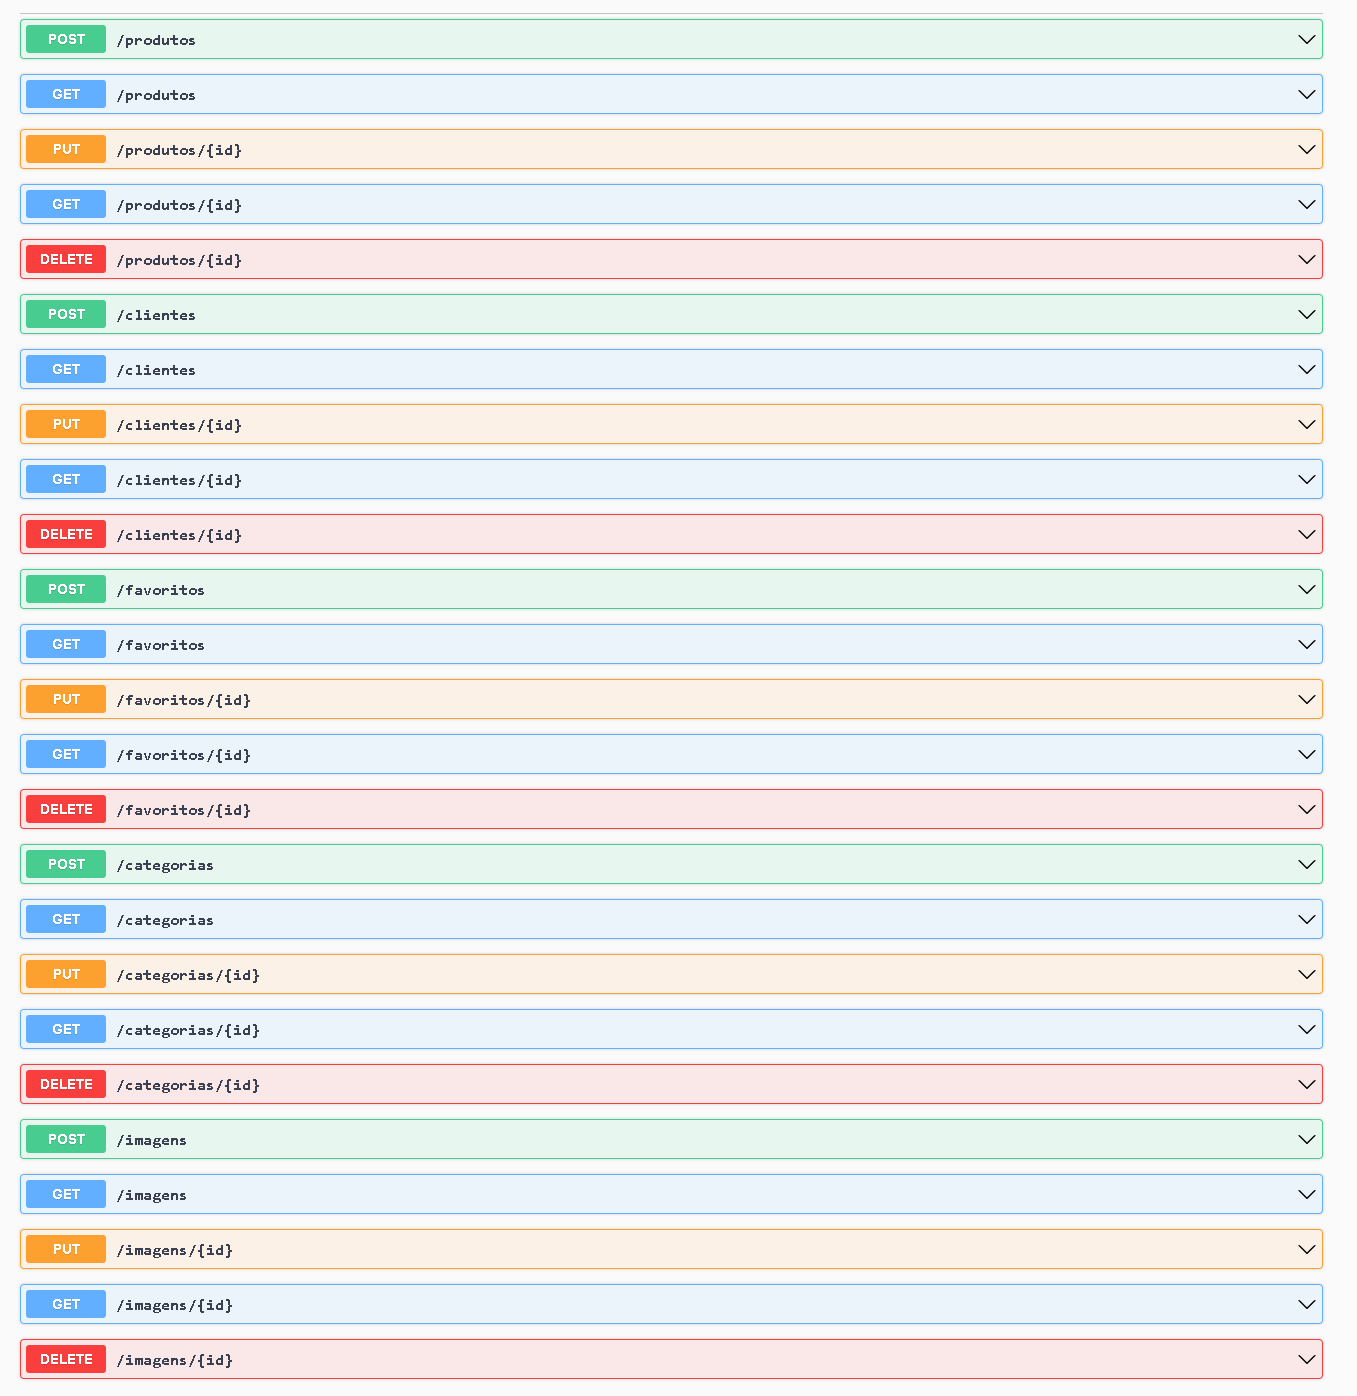 POST /produtos
GET /produtos
PUT /produtos/{id}
GET /produtos/{id}
DELETE /produtos/{id}
POST /clientes
GET /clientes
PUT /clientes/{id}
GET /clientes/{id}
DELETE /clientes/{id}
POST /favoritos
GET /favoritos
PUT /favoritos/{id}
GET /favoritos/{id}
DELETE /favoritos/{id}
POST /categorias
GET /categorias
PUT /categorias/{id}
GET /categorias/{id}
DELETE /categorias/{id}
POST /imagens
GET /imagens
PUT /imagens/{id}
GET /imagens/{id}
DELETE /imagens/{id}